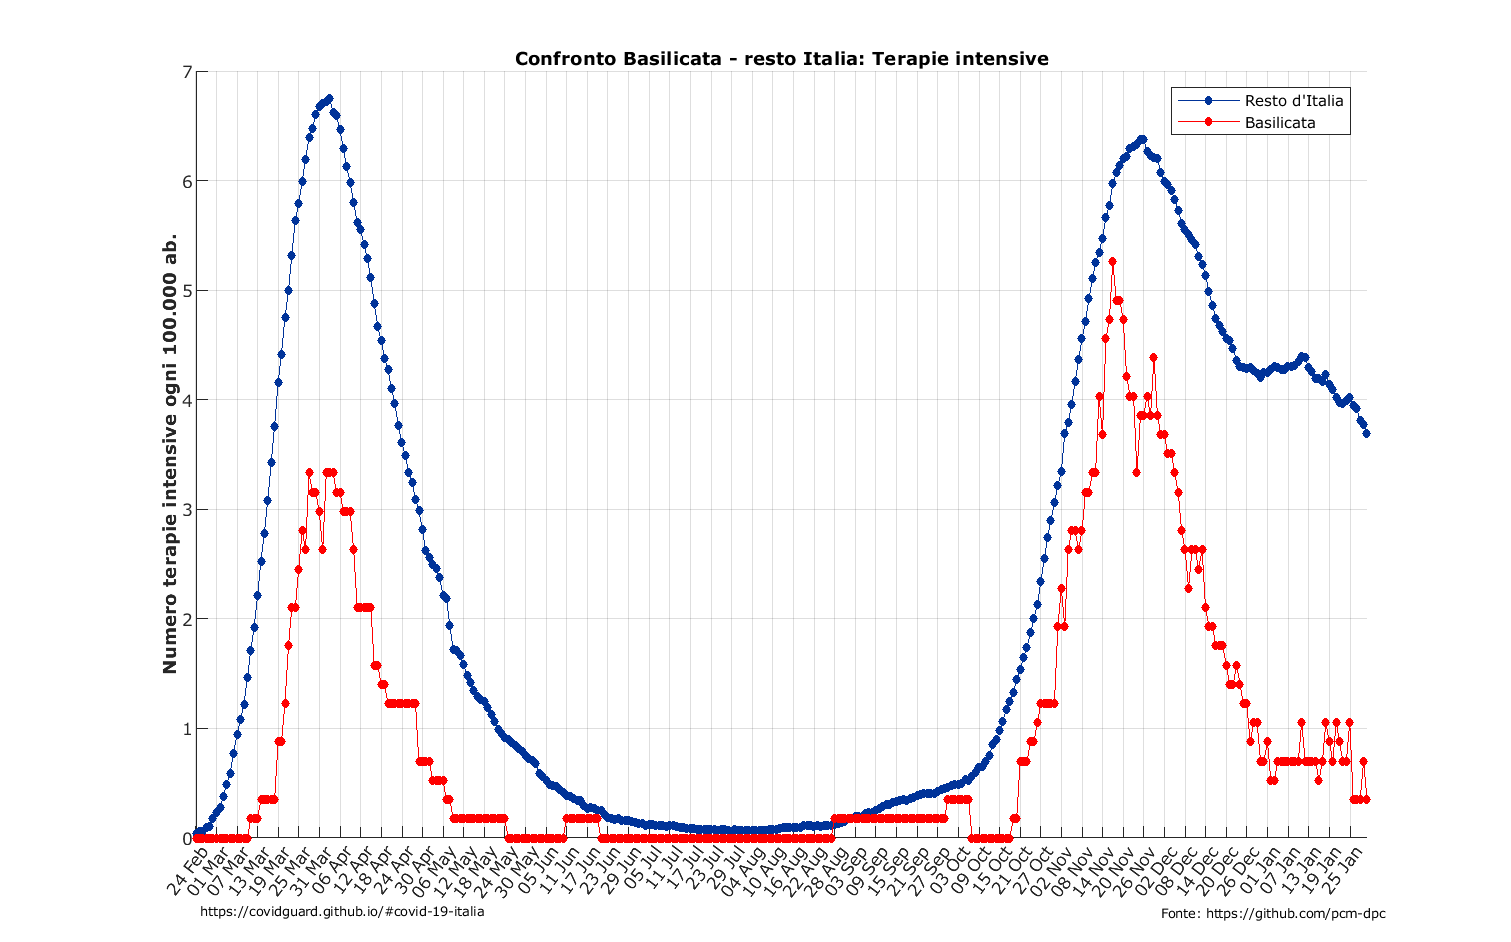 Confronto Basilicata - resto Italia: Terapie intensive
Resto d'Italia
Basilicata
Numero terapie intensive ogni 100.000 ab.
7
6
5
4
3
2
1
0
24 Feb
01 Mar
07 Mar
13 Mar
19 Mar
25 Mar
31 Mar
06 Apr
12 Apr
18 Apr
24 Apr
30 Apr
06 May
12 May
18 May
24 May
30 May
05 Jun
11 Jun
17 Jun
23 Jun
29 Jun
05 Jul
11 Jul
17 Jul
23 Jul
29 Jul
04 Aug
10 Aug
16 Aug
22 Aug
28 Aug
03 Sep
09 Sep
15 Sep
21 Sep
27 Sep
03 Oct
09 Oct
15 Oct
21 Oct
27 Oct
02 Nov
08 Nov
14 Nov
20 Nov
26 Nov
02 Dec
08 Dec
14 Dec
20 Dec
26 Dec
01 Jan
07 Jan
13 Jan
19 Jan
25 Jan
https://covidguard.github.io/#covid-19-italia
Fonte: https://github.com/pcm-dpc